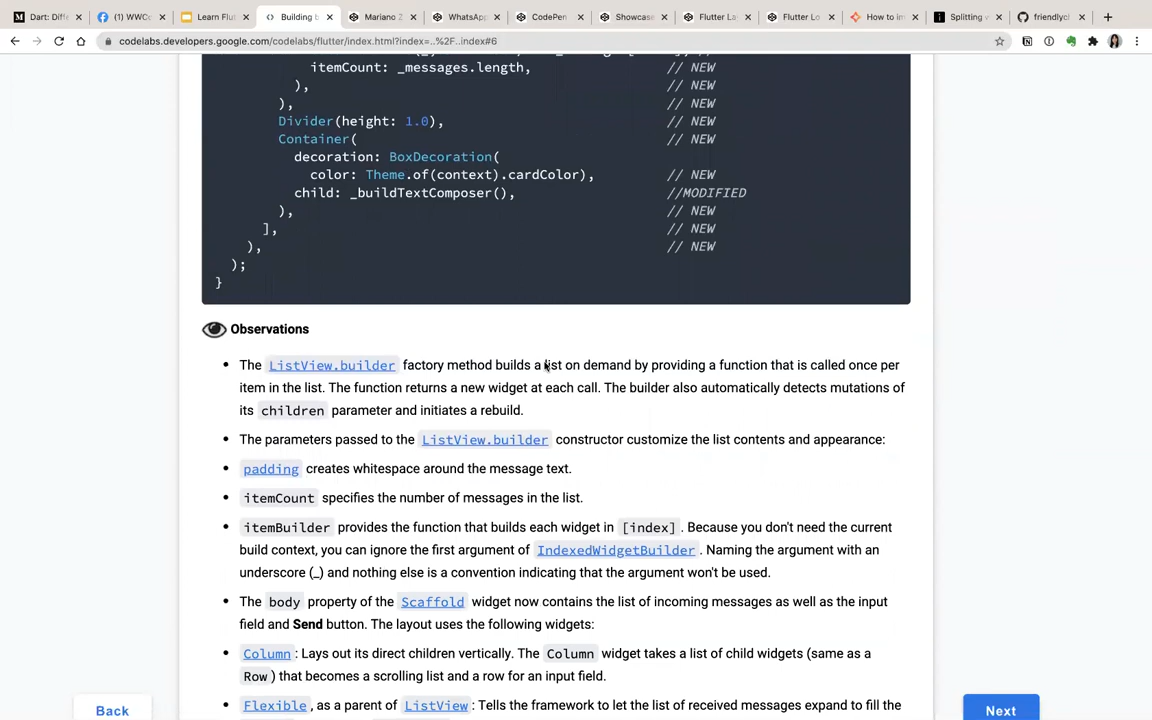 Dart: Diffe
(1) WWC
Learn Flut
Building b
Mariano Z
WhatsApp
CodePen
Showcase
Flutter La
Flutter Lo
How to im
Splitting v
friendlych
codelabs.developers.google.com/codelabs/flutter/index.html?index=..%2F..index#6
itemCount: _messages.length, // NEW
), // NEW
), // NEW
Divider(height: 1.0), // NEW
Container( // NEW
decoration: BoxDecoration(
color: Theme.of(context).cardColor), // NEW
child: _buildTextComposer(), //MODIFIED
), // NEW
], // NEW
), // NEW
);
}
Observations
• The ListView.builder factory method builds a list on demand by providing a function that is called once per
item in the list. The function returns a new widget at each call. The builder also automatically detects mutations of
its children parameter and initiates a rebuild.
• The parameters passed to the ListView.builder constructor customize the list contents and appearance:
• padding creates whitespace around the message text.
• itemCount specifies the number of messages in the list.
• itemBuilder provides the function that builds each widget in [index]. Because you don't need the current
build context, you can ignore the first argument of IndexedWidgetBuilder. Naming the argument with an
underscore (_) and nothing else is a convention indicating that the argument won't be used.
• The body property of the Scaffold widget now contains the list of incoming messages as well as the input
field and Send button. The layout uses the following widgets:
• Column: Lays out its direct children vertically. The Column widget takes a list of child widgets (same as a
Row) that becomes a scrolling list and a row for an input field.
• Flexible, as a parent of ListView: Tells the framework to let the list of received messages expand to fill the
Back
Next